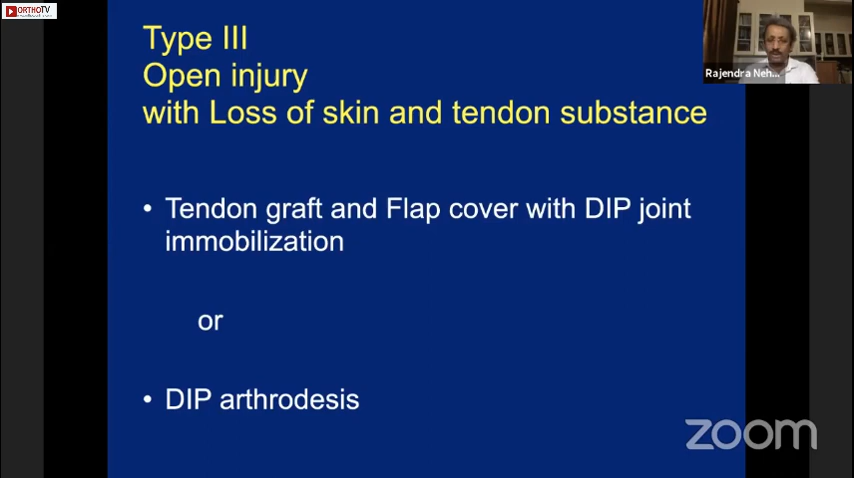 ORTHOTV
Type III
Open injury
with Loss of skin and tendon substance
Rajendra Neh...
• Tendon graft and Flap cover with DIP joint
immobilization
or
• DIP arthrodesis
zoom